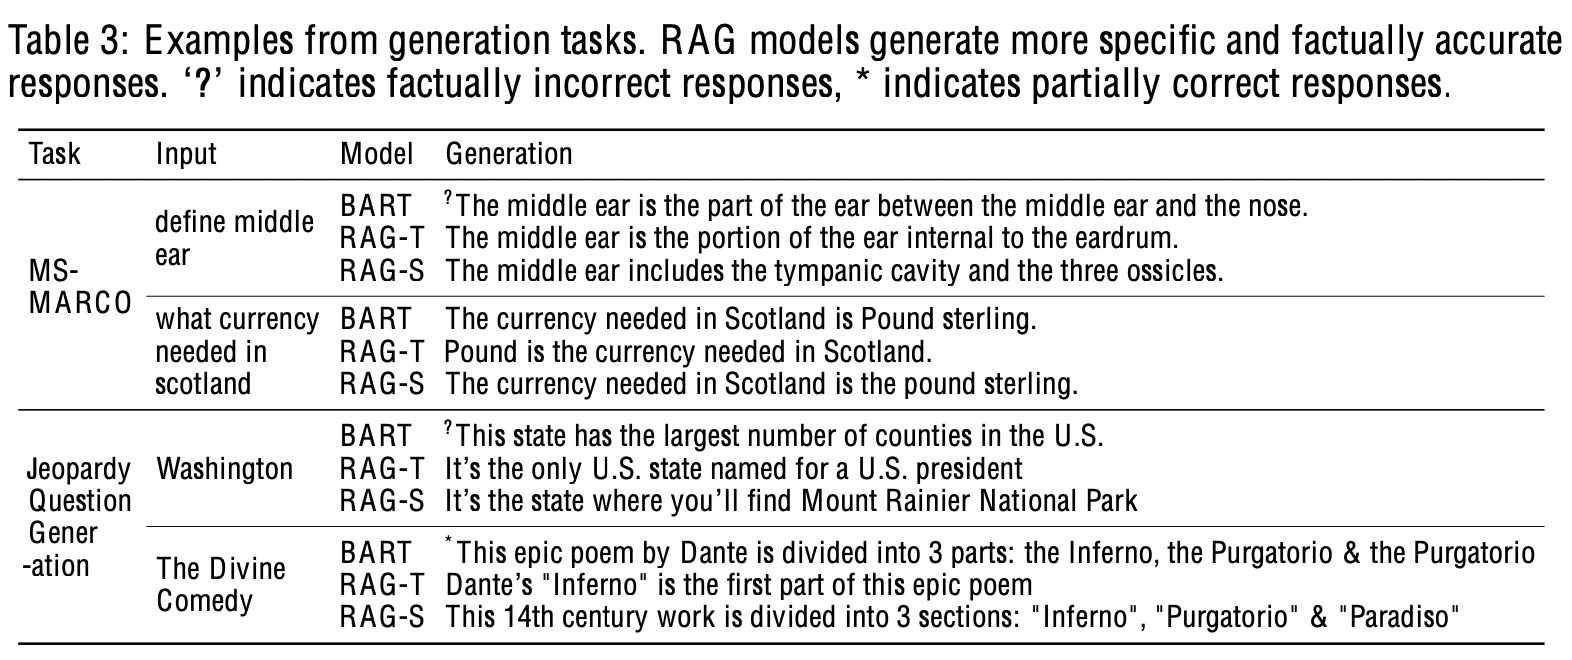 Table 3: Examples from generation tasks. RAG models generate more specific and factually accurate
responses. ‘?’ indicates factually incorrect responses, * indicates partially correct responses.
Task Input Model Generation
MS-
MARCO
define middle
ear
BART ?The middle ear is the part of the ear between the middle ear and the nose.
RAG-T The middle ear is the portion of the ear internal to the eardrum.
RAG-S The middle ear includes the tympanic cavity and the three ossicles.
what currency
needed in
scotland
BART The currency needed in Scotland is Pound sterling.
RAG-T Pound is the currency needed in Scotland.
RAG-S The currency needed in Scotland is the pound sterling.
Jeopardy
Question
Gener
-ation
Washington
BART ?This state has the largest number of counties in the U.S.
RAG-T It’s the only U.S. state named for a U.S. president
RAG-S It’s the state where you’ll find Mount Rainier National Park
The Divine
Comedy
BART *This epic poem by Dante is divided into 3 parts: the Inferno, the Purgatorio & the Purgatorio
RAG-T Dante’s "Inferno" is the first part of this epic poem
RAG-S This 14th century work is divided into 3 sections: "Inferno", "Purgatorio" & "Paradiso"